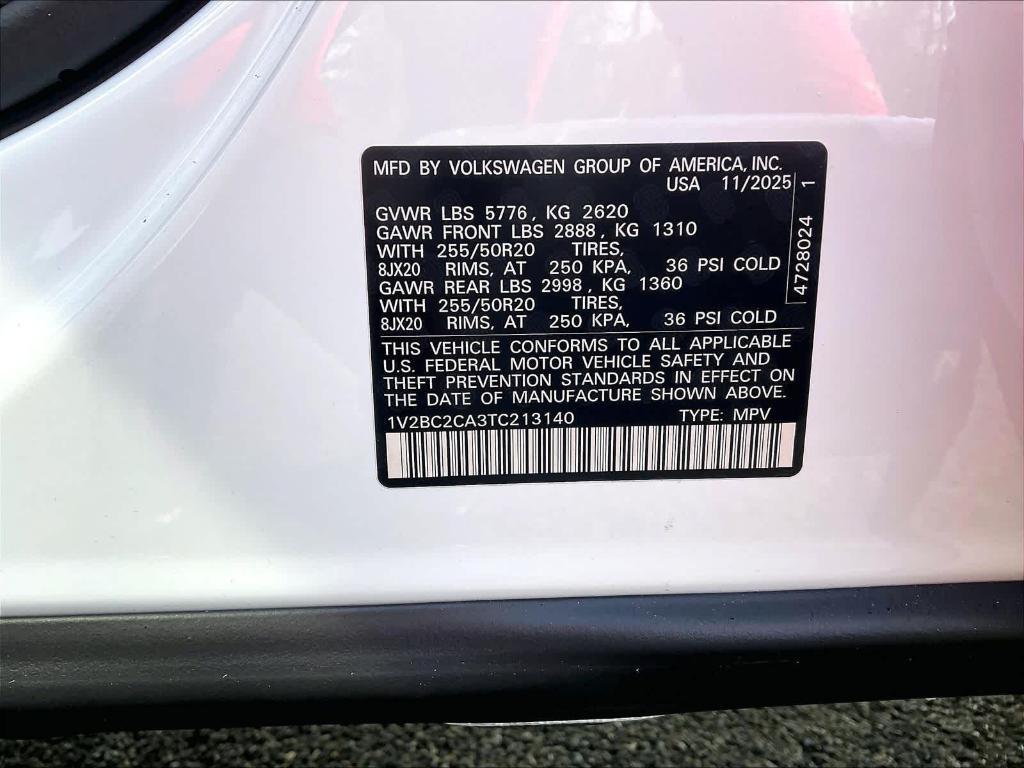 MFD BY VOLKSWAGEN GROUP OF AMERICA, INC.
USA 11/2025
GVWR LBS 5776, KG 2620
GAWR FRONT LBS 2888, KG 1310
WITH 255/50R20 TIRES,
8JX20 RIMS, AT 250 KPA, 36 PSI COLD
GAWR REAR LBS 2998, KG 1360
WITH 255/50R20 TIRES,
8JX20 RIMS, AT 250 KPA, 36 PSI COLD
4728024 1
THIS VEHICLE CONFORMS TO ALL APPLICABLE
U.S. FEDERAL MOTOR VEHICLE SAFETY AND
THEFT PREVENTION STANDARDS IN EFFECT ON
THE DATE OF MANUFACTURE SHOWN ABOVE.
1V2BC2CA3TC213140 TYPE: MPV